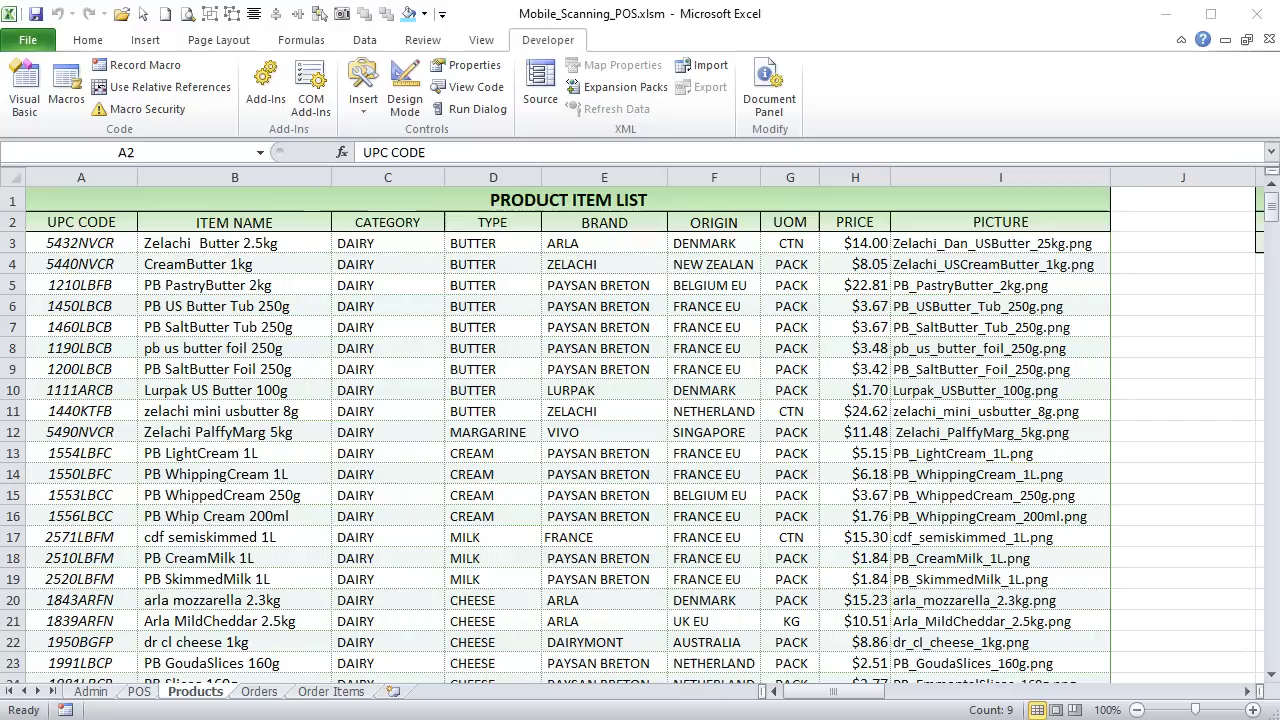 Mobile_Scanning_POS.xlsm - Microsoft Excel
File Home Insert Page Layout Formulas Data Review View Developer
Visual Basic
Macros
Record Macro
Use Relative References
Macro Security
Code
Add-Ins
COM Add-Ins
Add-Ins
Insert
Design Mode
Properties
View Code
Run Dialog
Controls
Source
Map Properties
Expansion Packs
Refresh Data
Import
Export
XML
Document Panel
Modify
A2 fx UPC CODE
A B C D E F G H I J
1 PRODUCT ITEM LIST
2 UPC CODE ITEM NAME CATEGORY TYPE BRAND ORIGIN UOM PRICE PICTURE
3 5432NVCR Zelachi Butter 2.5kg DAIRY BUTTER ARLA DENMARK CTN $14.00 Zelachi_Dan_USButter_25kg.png
4 5440NVCR CreamButter 1kg DAIRY BUTTER ZELACHI NEW ZEALAN PACK $8.05 Zelachi_USCreamButter_1kg.png
5 1210LBFB PB PastryButter 2kg DAIRY BUTTER PAYSAN BRETON BELGIUM EU PACK $22.81 PB_PastryButter_2kg.png
6 1450LBCB PB US Butter Tub 250g DAIRY BUTTER PAYSAN BRETON FRANCE EU PACK $3.67 PB_USButter_Tub_250g.png
7 1460LBCB PB SaltButter Tub 250g DAIRY BUTTER PAYSAN BRETON FRANCE EU PACK $3.67 PB_SaltButter_Tub_250g.png
8 1190LBCB pb us butter foil 250g DAIRY BUTTER PAYSAN BRETON FRANCE EU PACK $3.48 pb_us_butter_foil_250g.png
9 1200LBCB PB SaltButter Foil 250g DAIRY BUTTER PAYSAN BRETON FRANCE EU PACK $3.42 PB_SaltButter_Foil_250g.png
10 1111ARCB Lurpak US Butter 100g DAIRY BUTTER LURPAK DENMARK PACK $1.70 Lurpak_USButter_100g.png
11 1440KTFB zelachi mini usbutter 8g DAIRY BUTTER ZELACHI NETHERLAND CTN $24.62 zelachi_mini_usbutter_8g.png
12 5490NVCR Zelachi PalffyMarg 5kg DAIRY MARGARINE VIVO SINGAPORE PACK $11.48 Zelachi_PalffyMarg_5kg.png
13 1554LBFC PB LightCream 1L DAIRY CREAM PAYSAN BRETON FRANCE EU PACK $5.15 PB_LightCream_1L.png
14 1550LBFC PB WhippingCream 1L DAIRY CREAM PAYSAN BRETON FRANCE EU PACK $6.18 PB_WhippingCream_1L.png
15 1553LBCC PB WhippedCream 250g DAIRY CREAM PAYSAN BRETON BELGIUM EU PACK $3.67 PB_WhippedCream_250g.png
16 1556LBCC PB Whip Cream 200ml DAIRY CREAM PAYSAN BRETON FRANCE EU PACK $1.76 PB_WhippingCream_200ml.png
17 2571LBFM cdf semiskimmed 1L DAIRY MILK FRANCE FRANCE EU CTN $15.30 cdf_semiskimmed_1L.png
18 2510LBFM PB CreamMilk 1L DAIRY MILK PAYSAN BRETON FRANCE EU PACK $1.84 PB_CreamMilk_1L.png
19 2520LBFM PB SkimmedMilk 1L DAIRY MILK PAYSAN BRETON FRANCE EU PACK $1.84 PB_SkimmedMilk_1L.png
20 1843ARFN arla mozzarella 2.3kg DAIRY CHEESE ARLA DENMARK PACK $15.23 arla_mozzarella_2.3kg.png
21 1839ARFN Arla MildCheddar 2.5kg DAIRY CHEESE ARLA UK EU KG $10.51 Arla_MildCheddar_2.5kg.png
22 1950BGFP dr cl cheese 1kg DAIRY CHEESE DAIRYMONT AUSTRALIA PACK $8.86 dr_cl_cheese_1kg.png
23 1991LBCP PB GoudaSlices 160g DAIRY CHEESE PAYSAN BRETON NETHERLAND PACK $2.51 PB_GoudaSlices_160g.png
Admin POS Products Orders Order Items
Ready Count: 9 100%